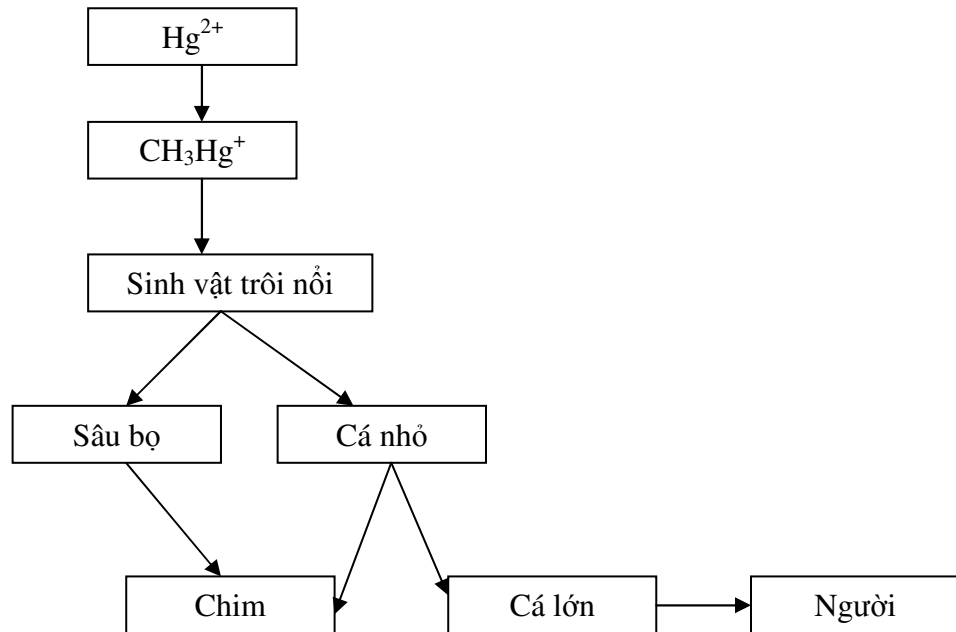 Hg²⁺
CH₃Hg⁺
Sinh vật trôi nổi
Sâu bọ
Cá nhỏ
Chim
Cá lớn
Người